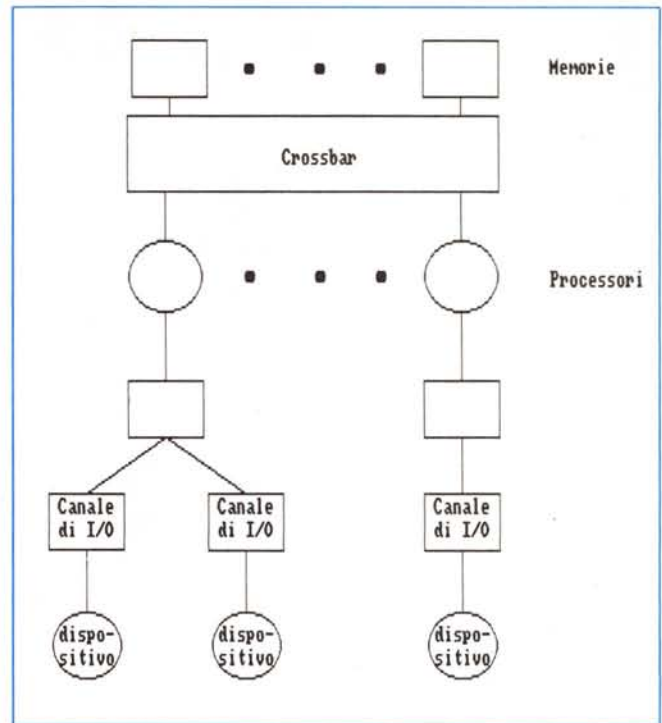 Memorie
Crossbar
Processori
Canale
di I/O
Canale
di I/O
Canale
di I/O
dispo-
sitivo
dispo-
sitivo
dispo-
sitivo